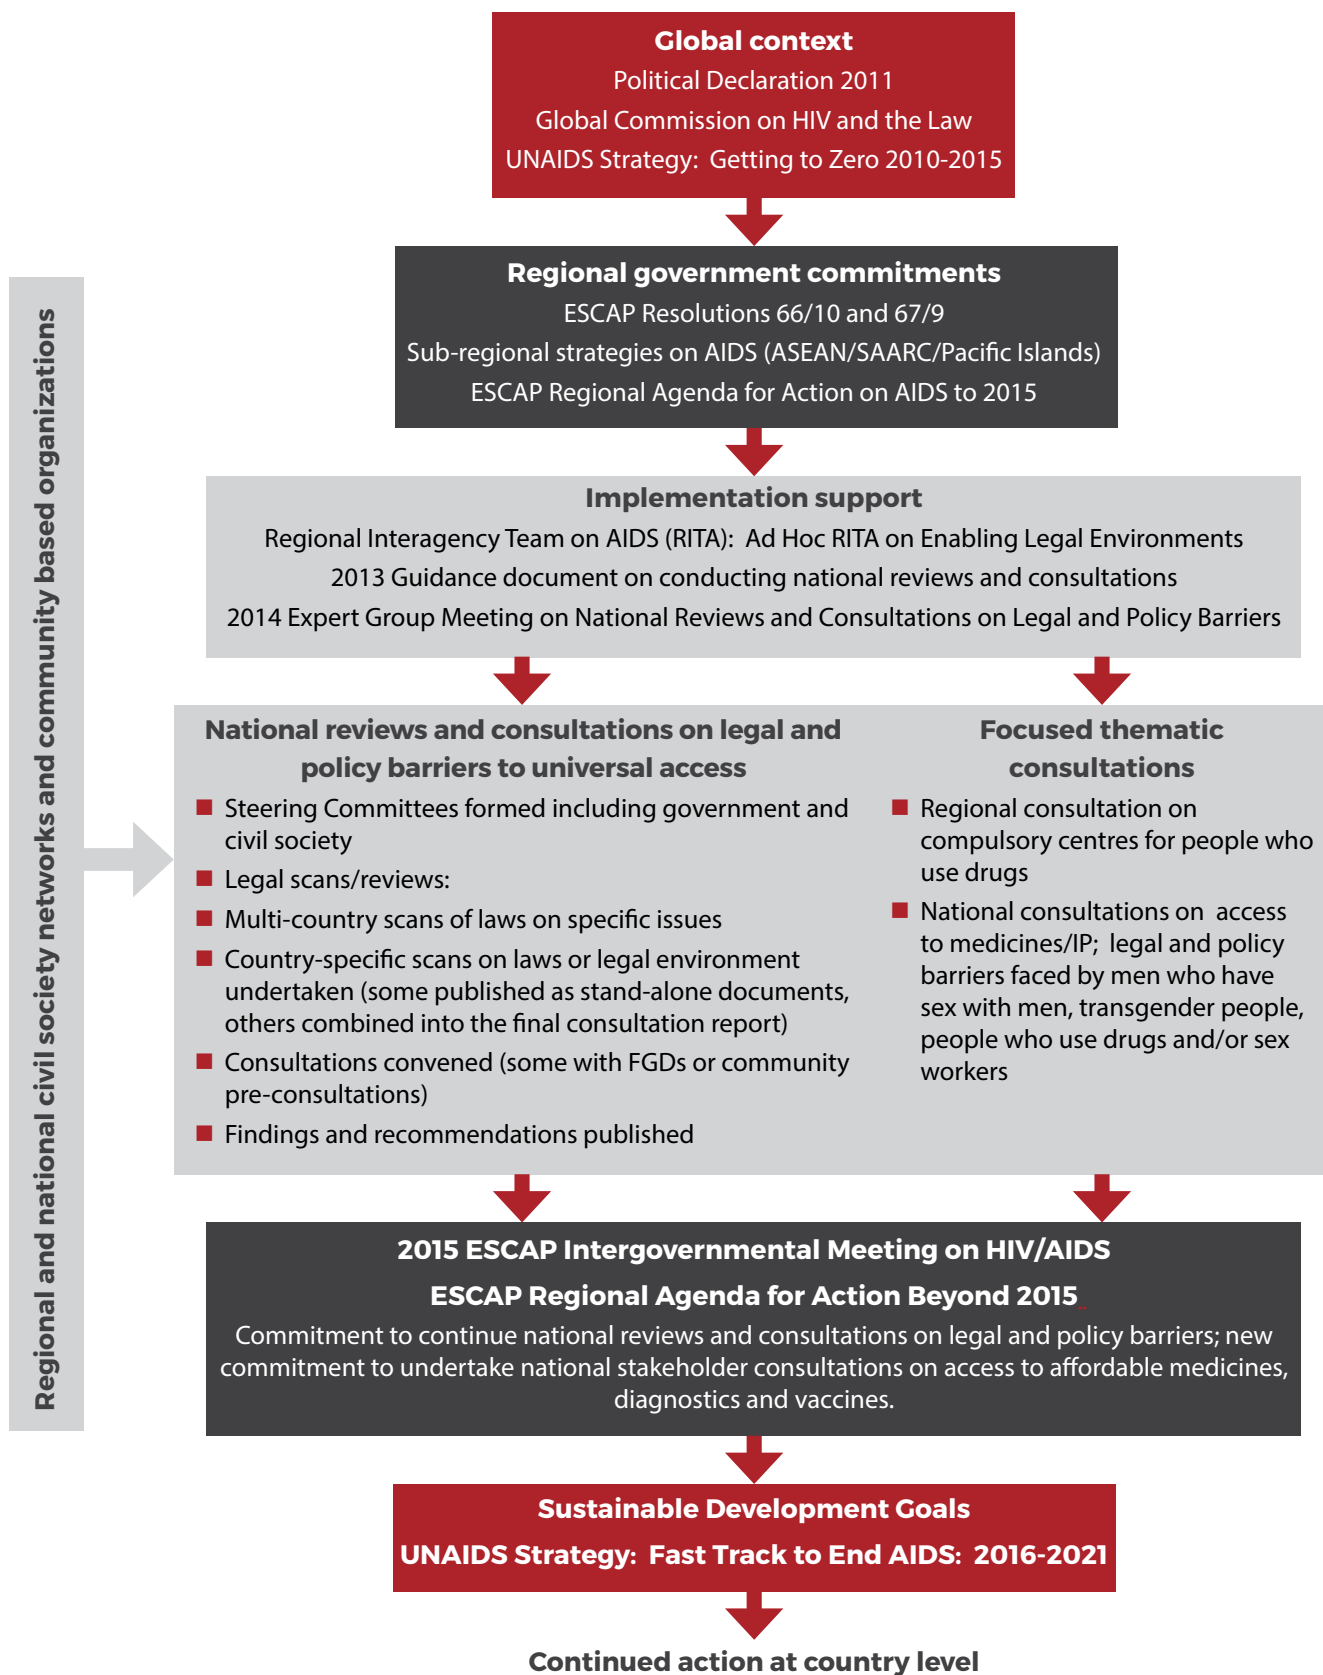 Global context
Political Declaration 2011
Global Commission on HIV and the Law
UNAIDS Strategy: Getting to Zero 2010-2015
Regional government commitments
ESCAP Resolutions 66/10 and 67/9
Sub-regional strategies on AIDS (ASEAN/SAARC/Pacific Islands)
ESCAP Regional Agenda for Action on AIDS to 2015
Regional and national civil society networks and community based organizations
Implementation support
Regional Interagency Team on AIDS (RITA): Ad Hoc RITA on Enabling Legal Environments
2013 Guidance document on conducting national reviews and consultations
2014 Expert Group Meeting on National Reviews and Consultations on Legal and Policy Barriers
National reviews and consultations on legal and
policy barriers to universal access
Steering Committees formed including government and
civil society
Legal scans/reviews:
Multi-country scans of laws on specific issues
Country-specific scans on laws or legal environment
undertaken (some published as stand-alone documents,
others combined into the final consultation report)
Consultations convened (some with FGDs or community
pre-consultations)
Findings and recommendations published
Focused thematic
consultations
Regional consultation on
compulsory centres for people who
use drugs
National consultations on access
to medicines/IP; legal and policy
barriers faced by men who have
sex with men, transgender people,
people who use drugs and/or sex
workers
2015 ESCAP Intergovernmental Meeting on HIV/AIDS
ESCAP Regional Agenda for Action Beyond 2015
Commitment to continue national reviews and consultations on legal and policy barriers; new
commitment to undertake national stakeholder consultations on access to affordable medicines,
diagnostics and vaccines.
Sustainable Development Goals
UNAIDS Strategy: Fast Track to End AIDS: 2016-2021
Continued action at country level